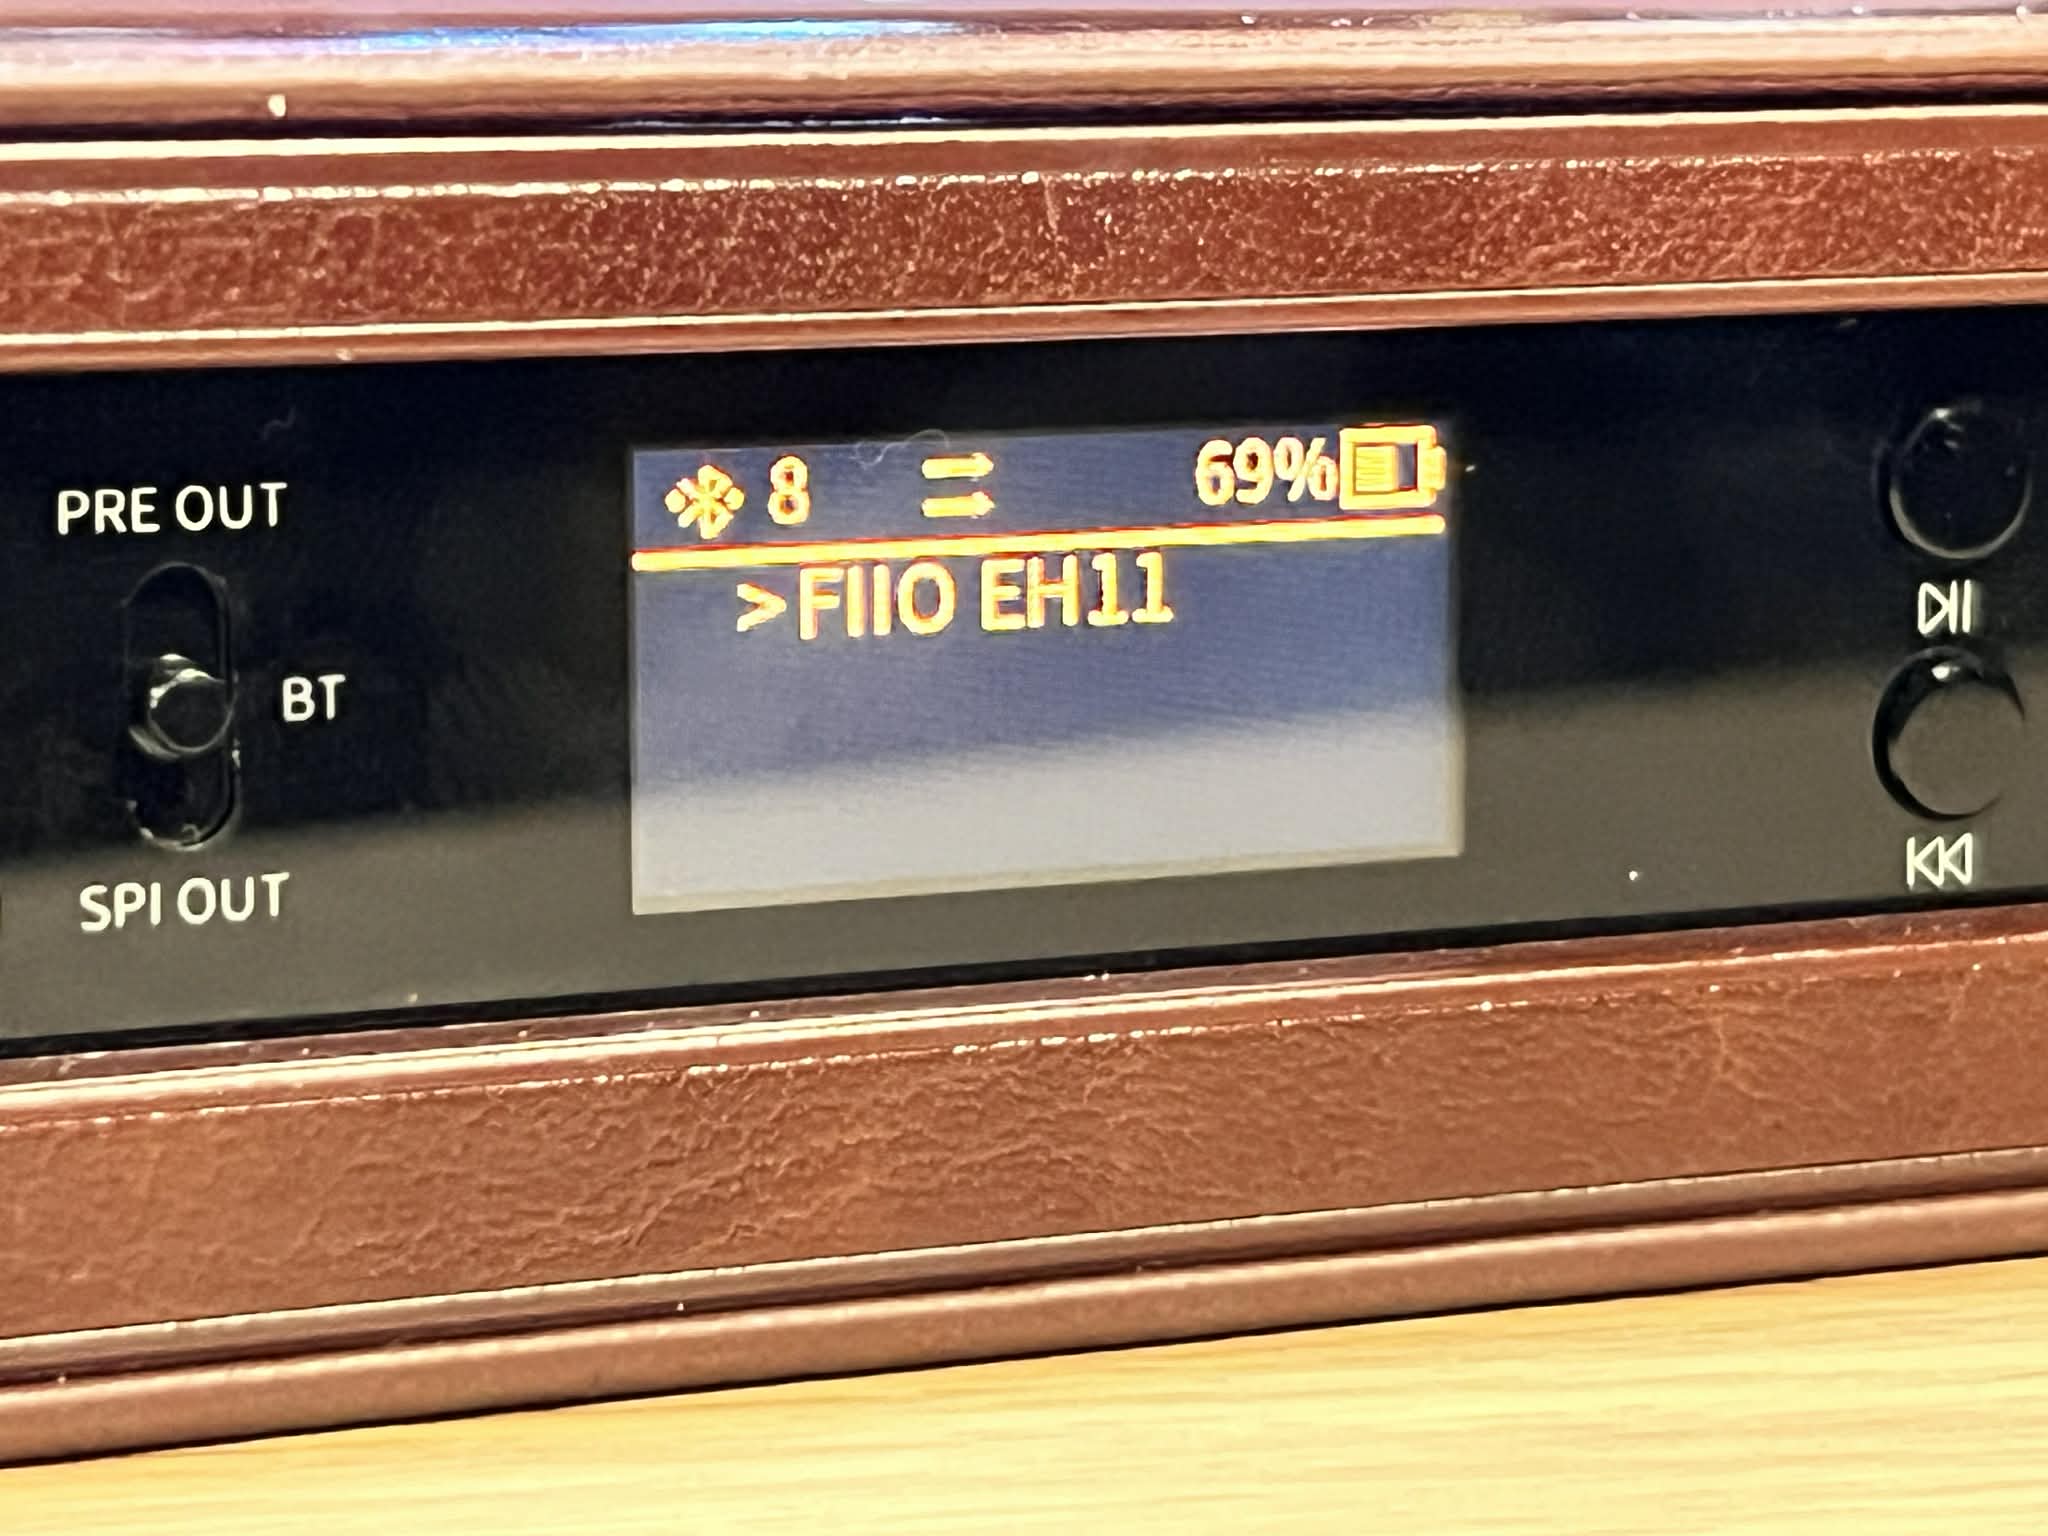 PRE OUT
BT
SPI OUT
8
69%
>FIIO EH11